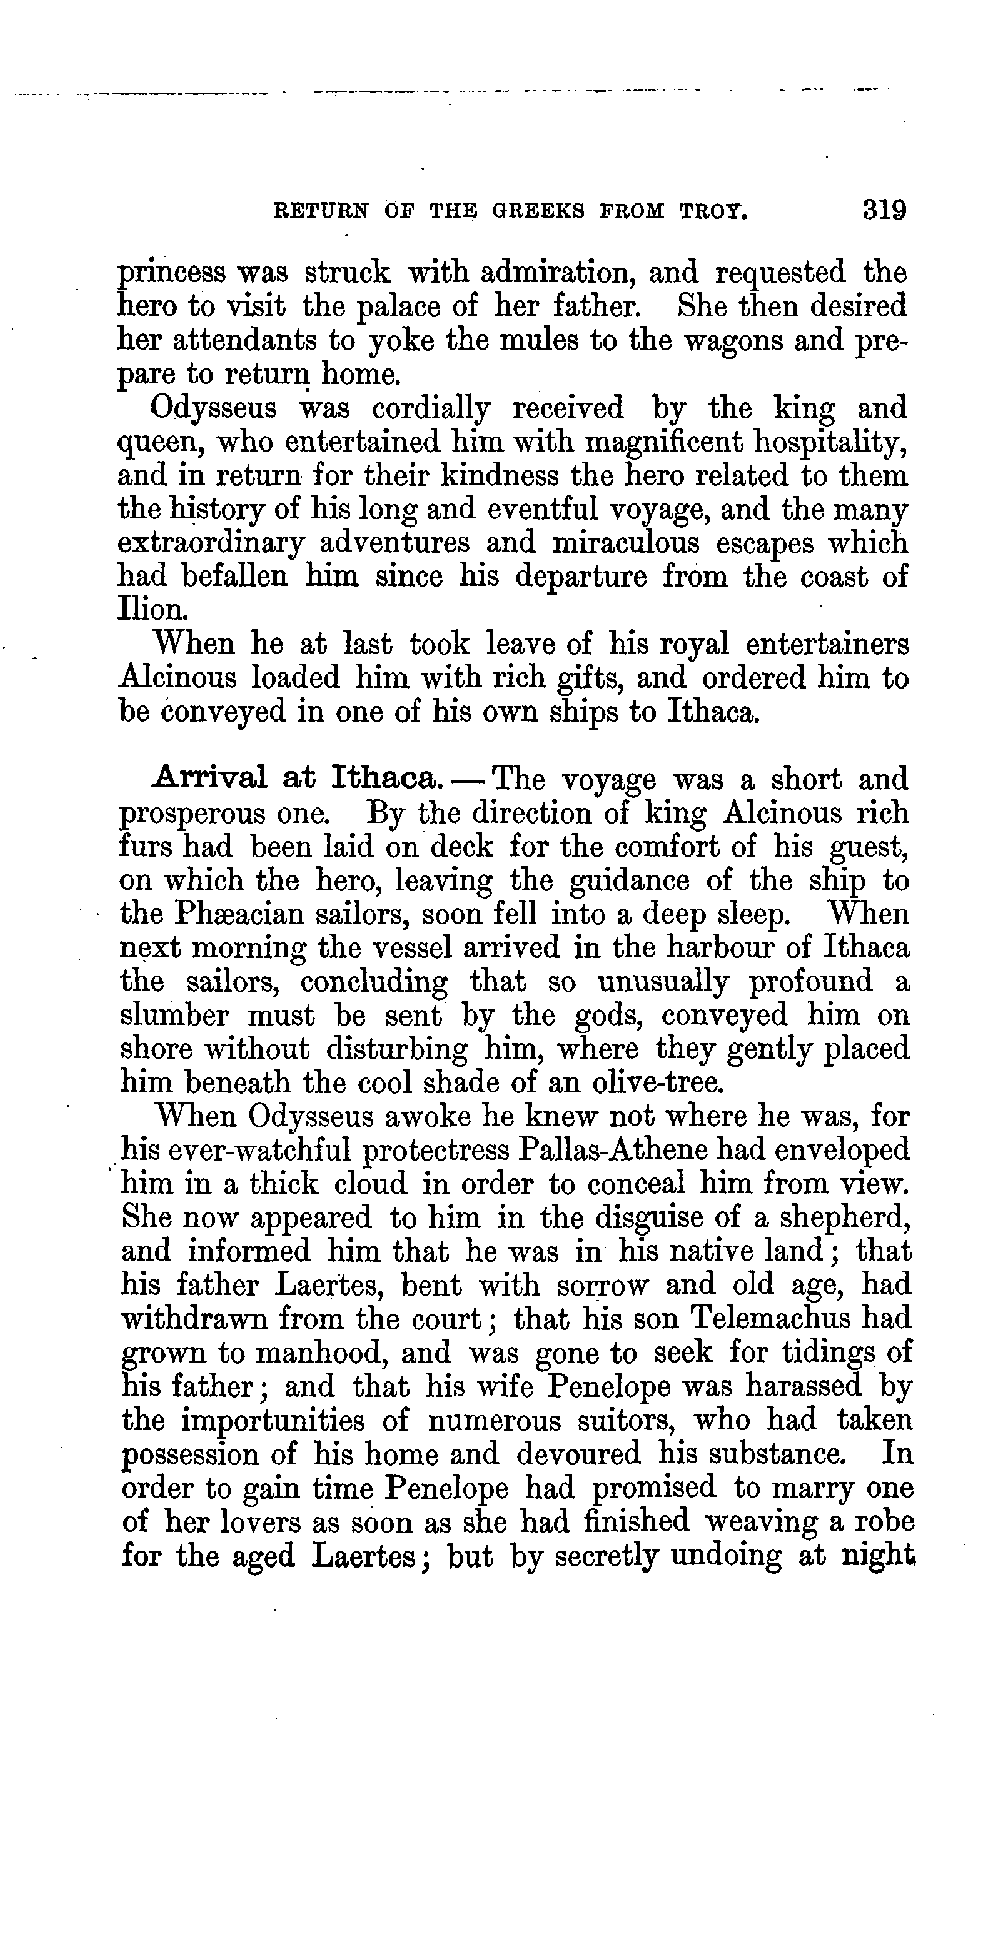 RETURN OF THE GREEKS FROM TROY. 319
princess was struck with admiration, and requested the
hero to visit the palace of her father. She then desired
her attendants to yoke the mules to the wagons and pre-
pare to return home.
Odysseus was cordially received by the king and
queen, who entertained him with magnificent hospitality,
and in return for their kindness the hero related to them
the history of his long and eventful voyage, and the many
extraordinary adventures and miraculous escapes which
had befallen him since his departure from the coast of
Ilion.
When he at last took leave of his royal entertainers
Alcinous loaded him with rich gifts, and ordered him to
be conveyed in one of his own ships to Ithaca.
Arrival at Ithaca. — The voyage was a short and
prosperous one. By the direction of king Alcinous rich
furs had been laid on deck for the comfort of his guest,
on which the hero, leaving the guidance of the ship to
the Phæacian sailors, soon fell into a deep sleep. When
next morning the vessel arrived in the harbour of Ithaca
the sailors, concluding that so unusually profound a
slumber must be sent by the gods, conveyed him on
shore without disturbing him, where they gently placed
him beneath the cool shade of an olive-tree.
When Odysseus awoke he knew not where he was, for
his ever-watchful protectress Pallas-Athene had enveloped
him in a thick cloud in order to conceal him from view.
She now appeared to him in the disguise of a shepherd,
and informed him that he was in his native land; that
his father Laertes, bent with sorrow and old age, had
withdrawn from the court; that his son Telemachus had
grown to manhood, and was gone to seek for tidings of
his father; and that his wife Penelope was harassed by
the importunities of numerous suitors, who had taken
possession of his home and devoured his substance. In
order to gain time Penelope had promised to marry one
of her lovers as soon as she had finished weaving a robe
for the aged Laertes; but by secretly undoing at night